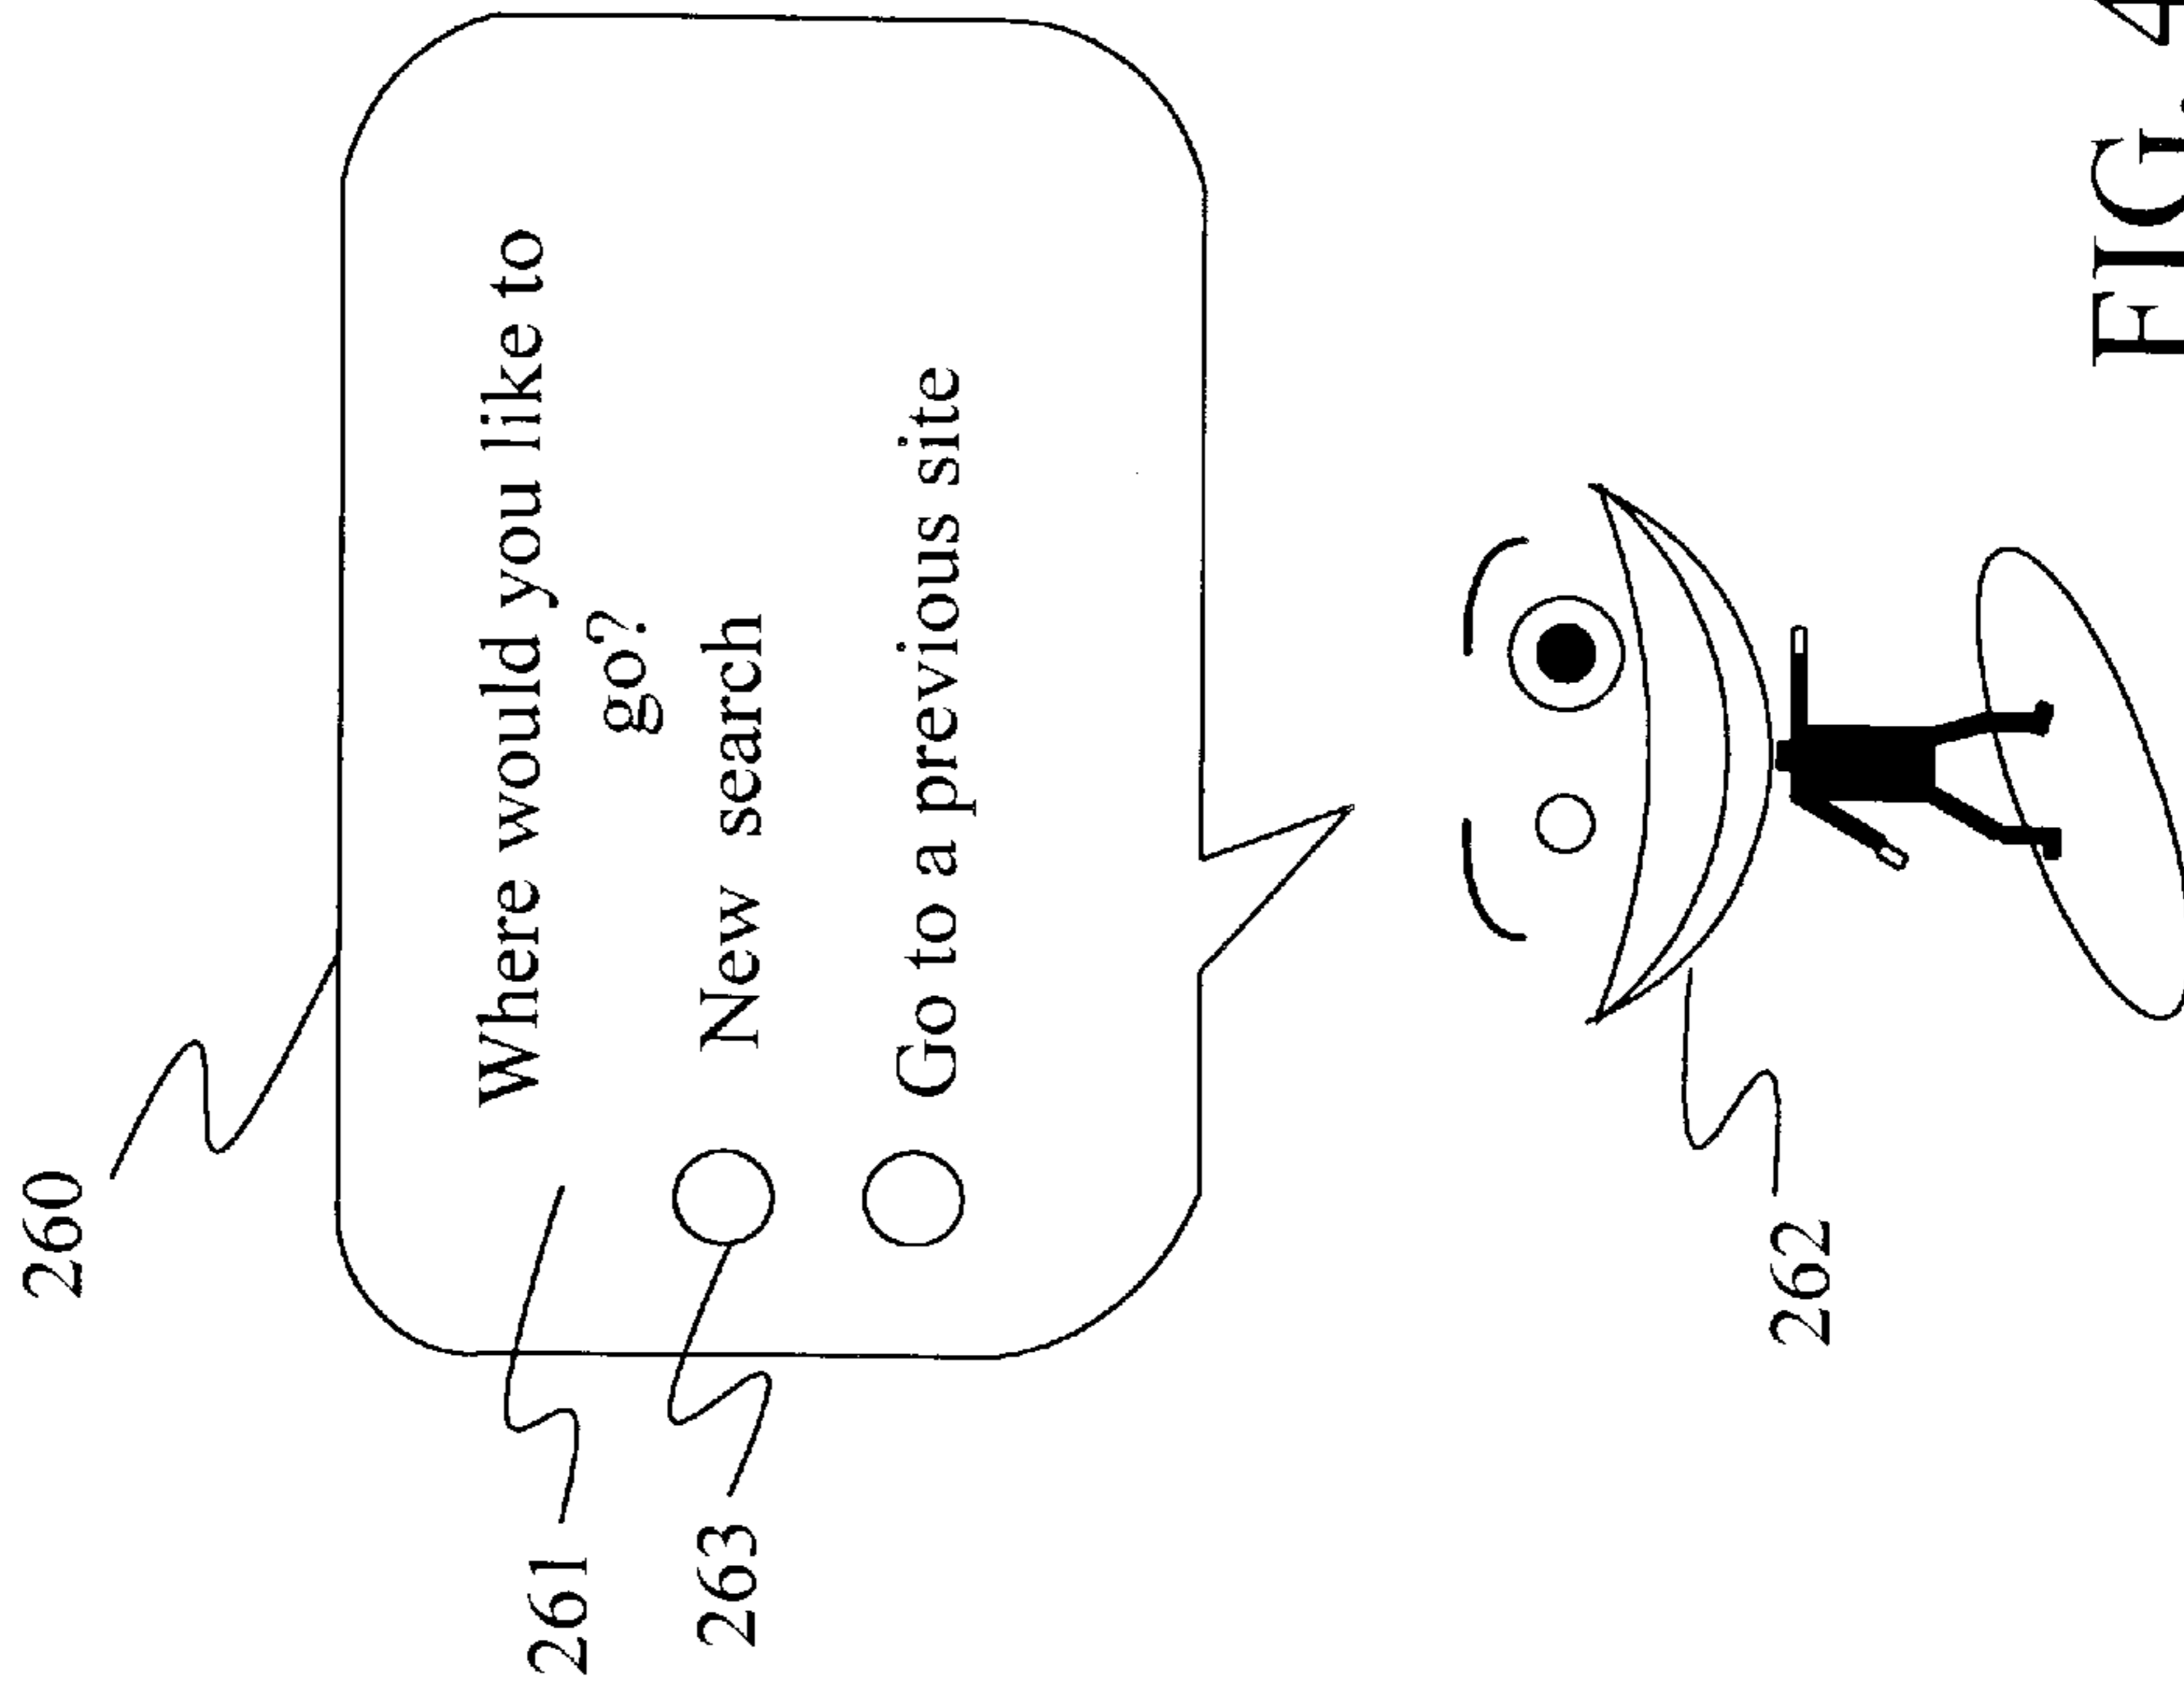 260
261
Where would you like to
go?
263
New search
Go to a previous site
262
FIG. 4